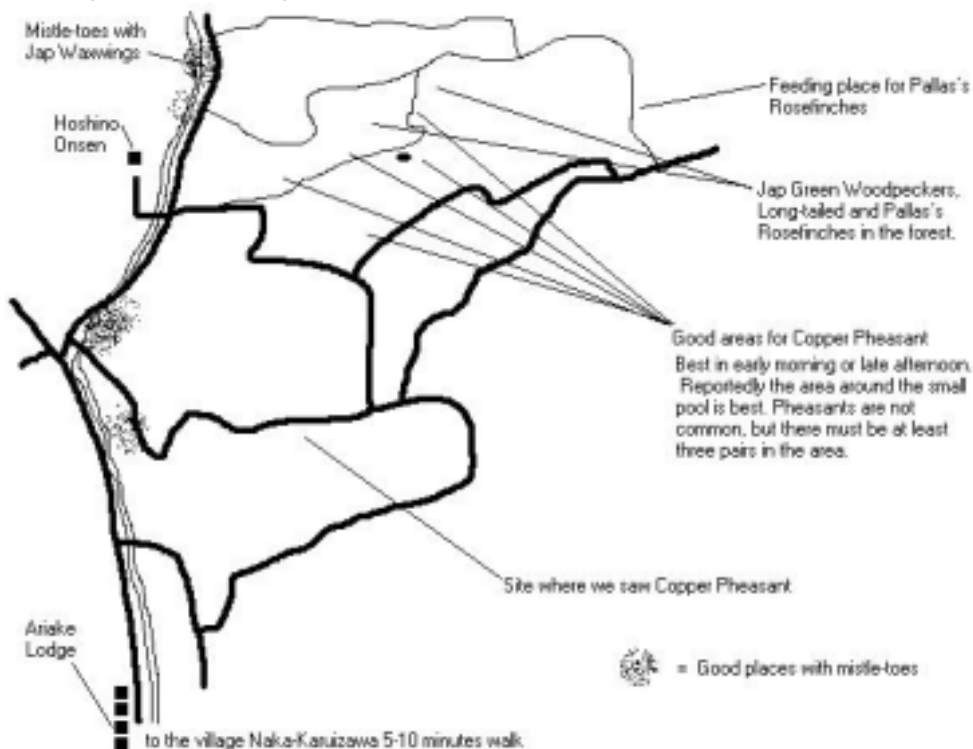 Mistle-toes with
Jap Waxwings
Hoshino
Onsen
Feeding place for Pallas's
Rosefinches
Jap Green Woodpeckers,
Long-tailed and Pallas's
Rosefinches in the forest.
Good areas for Copper Pheasant
Best in early morning or late afternoon.
Reportedly the area around the small
pool is best. Pheasants are not
common, but there must be at least
three pairs in the area.
Site where we saw Copper Pheasant
Ariake
Lodge
= Good places with mistle-toes
to the village Naka-Karuizawa 5-10 minutes walk